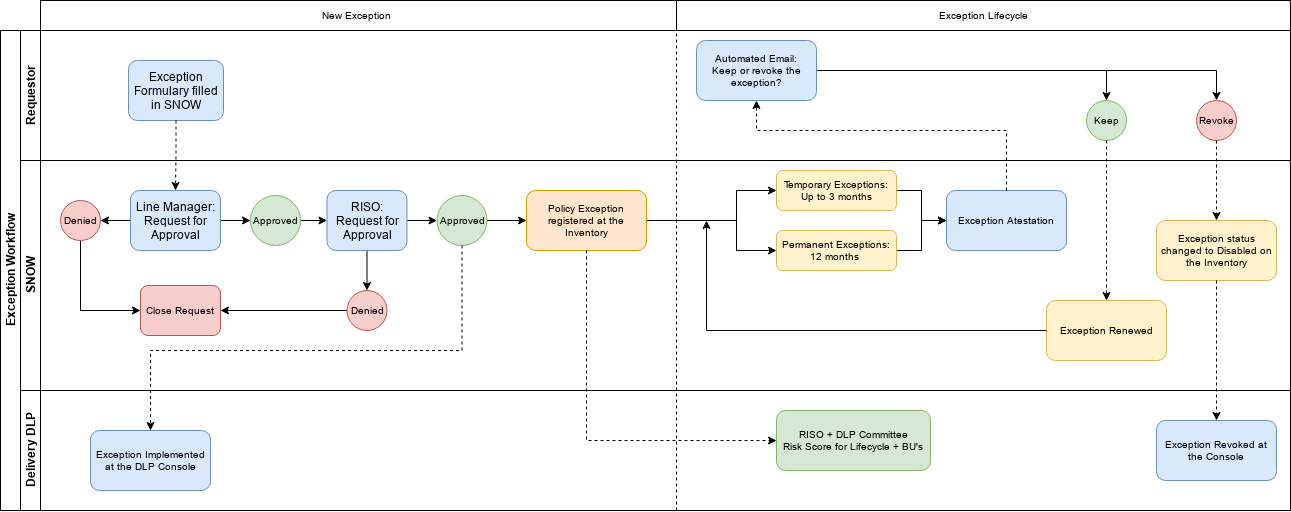 New Exception
Exception Lifecycle
Exception Workflow
Requestor
Exception
Formulary filled
in SNOW
Automated Email:
Keep or revoke the
exception?
Keep
Revoke
SNOW
Denied
Line Manager:
Request for
Approval
Approved
RISO:
Request for
Approval
Approved
Policy Exception
registered at the
Inventory
Temporary Exceptions:
Up to 3 months
Permanent Exceptions:
12 months
Exception Atestation
Exception status
changed to Disabled on
the Inventory
Close Request
Denied
Exception Renewed
Delivery DLP
Exception Implemented
at the DLP Console
RISO + DLP Committee
Risk Score for Lifecycle + BU's
Exception Revoked at
the Console